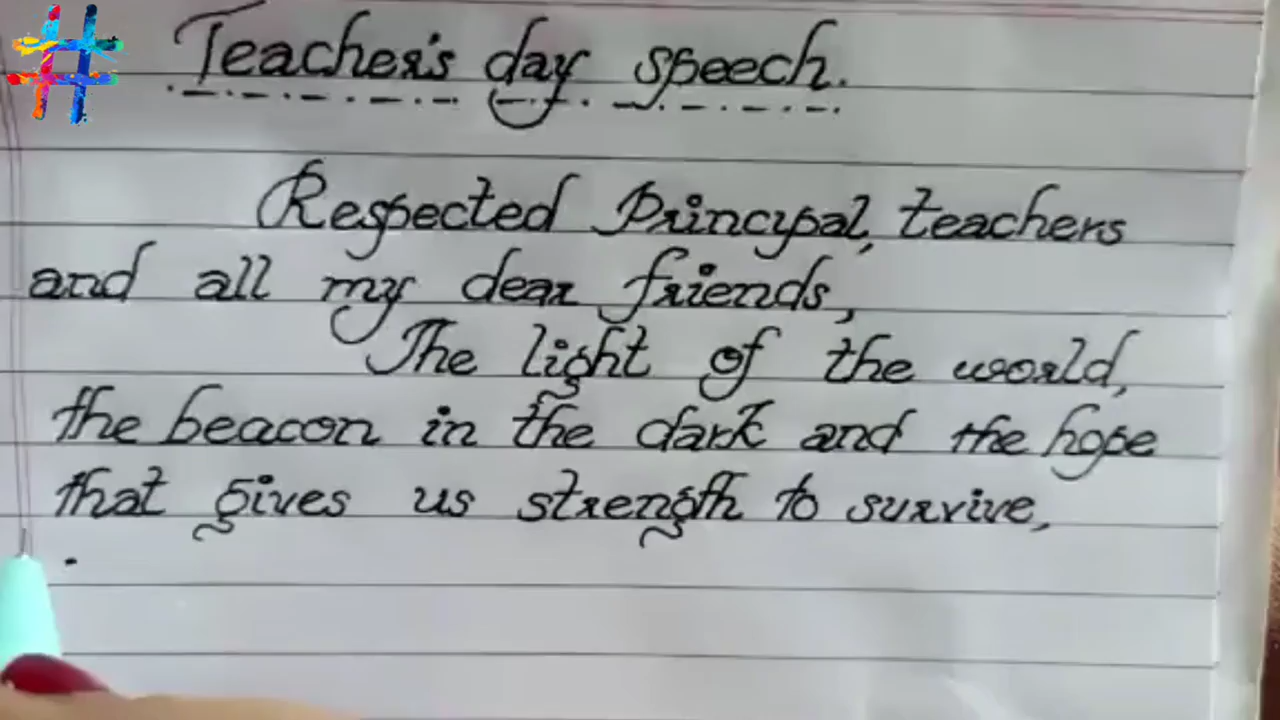 Teacher's day speech.
Respected Principal, teachers
and all my dear friends,
The light of the world,
the beacon in the dark and the hope
that gives us strength to survive,